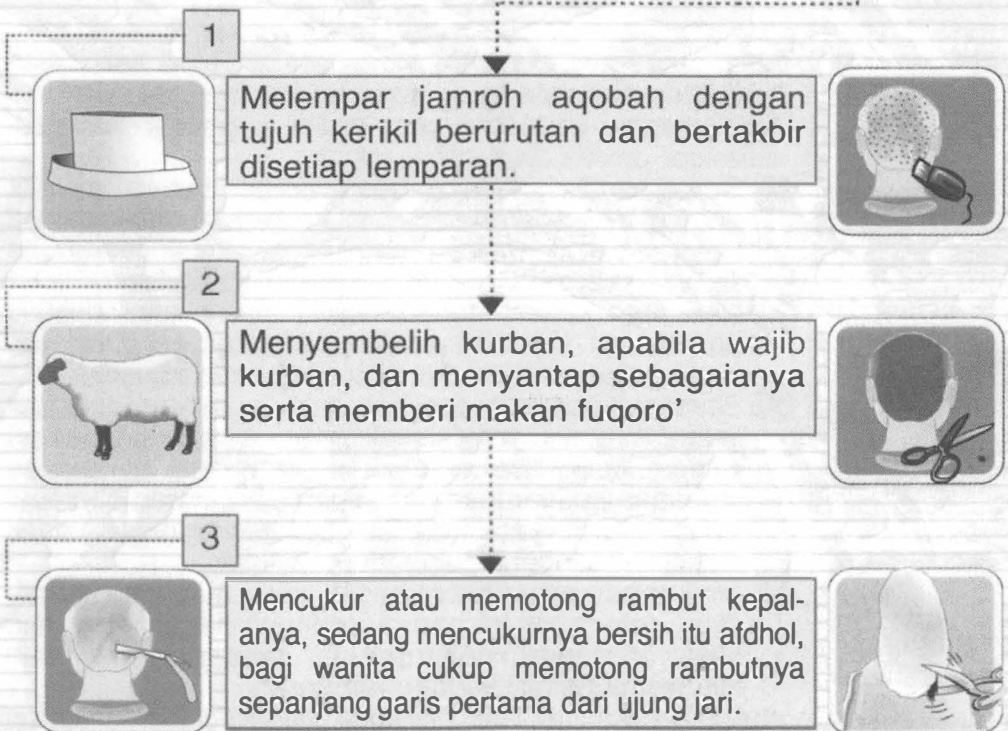 1
Melempar jamroh aqobah dengan
tujuh kerikil berurutan dan bertakbir
disetiap lemparan.
2
Menyembelih kurban, apabila wajib
kurban, dan menyantap sebagaianya
serta memberi makan fuqoro'
3
Mencukur atau memotong rambut kepal-
anya, sedang mencukurnya bersih itu afdhol,
bagi wanita cukup memotong rambutnya
sepanjang garis pertama dari ujung jari.